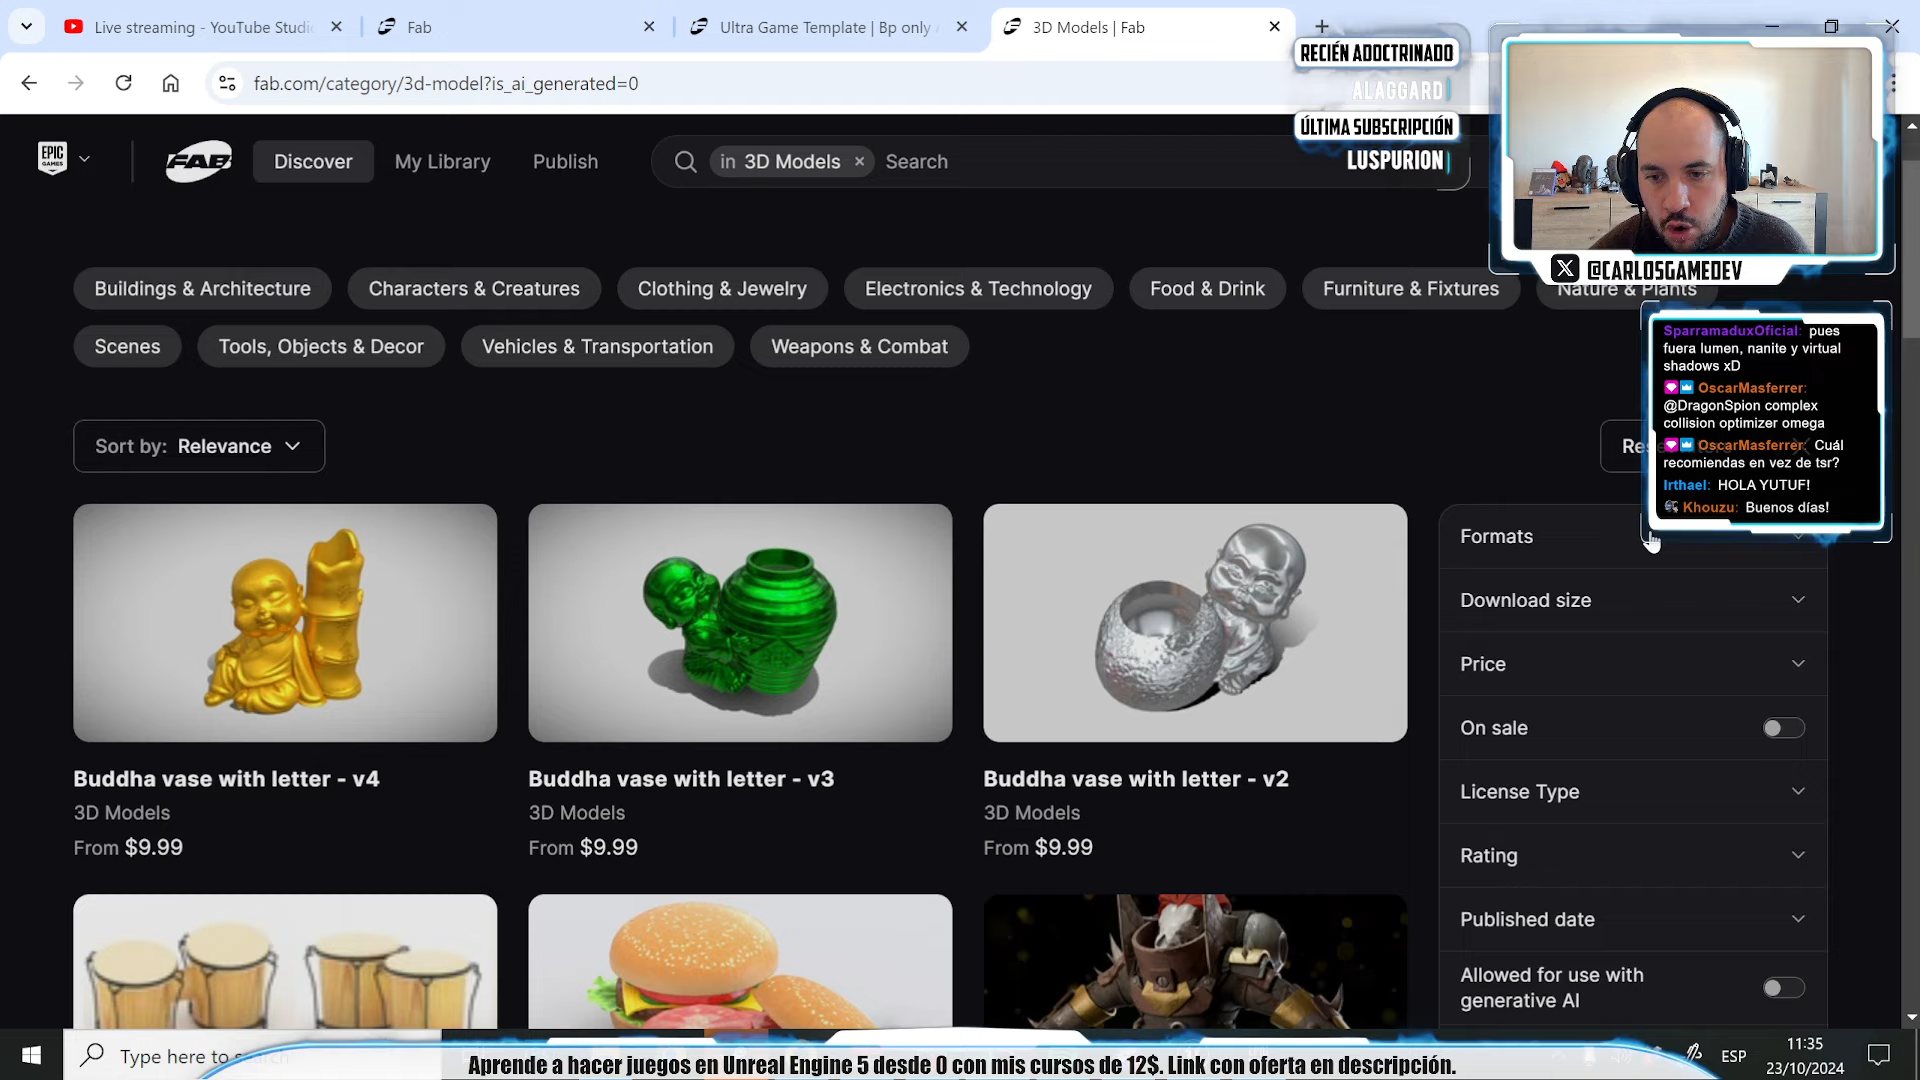 Live streaming - YouTube Studi
Fab
Ultra Game Template | Bp only
3D Models | Fab
fab.com/category/3d-model?is_ai_generated=0
RECIÉN ADOCTRINADO
ALAGGARD
ÚLTIMA SUBSCRIPCIÓN
LUSPURION
EPIC
GAMES
FAB
Discover
My Library
Publish
in 3D Models
Search
@CARLOSGAMEDEV
Buildings & Architecture
Characters & Creatures
Clothing & Jewelry
Electronics & Technology
Food & Drink
Furniture & Fixtures
Nature & Plants
Scenes
Tools, Objects & Decor
Vehicles & Transportation
Weapons & Combat
SparramaduxOficial: pues
fuera lumen, nanite y virtual
shadows xD
OscarMasferrer:
@DragonSpion complex
collision optimizer omega
OscarMasferrer: Cuál
recomiendas en vez de tsr?
Irthael: HOLA YUTUF!
Khouzu: Buenos días!
Sort by: Relevance
Formats
Download size
Price
On sale
License Type
Rating
Published date
Allowed for use with
generative AI
Buddha vase with letter - v4
3D Models
From $9.99
Buddha vase with letter - v3
3D Models
From $9.99
Buddha vase with letter - v2
3D Models
From $9.99
Type here to search
Aprende a hacer juegos en Unreal Engine 5 desde 0 con mis cursos de 12$. Link con oferta en descripción.
ESP
11:35
23/10/2024